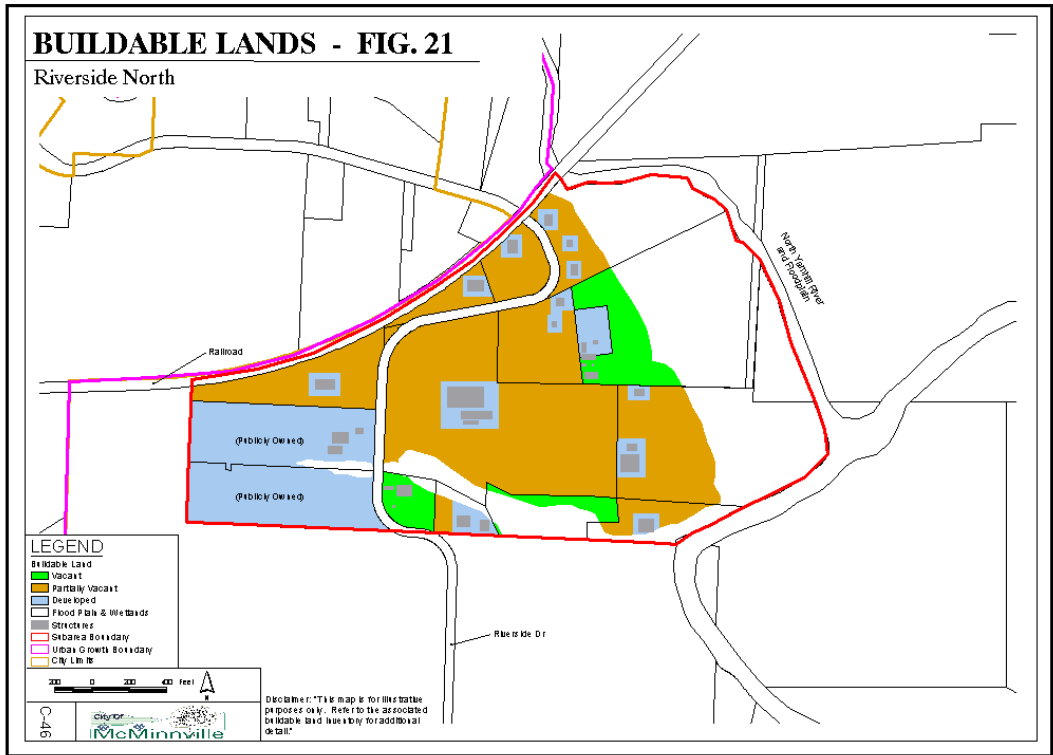 BUILDABLE LANDS - FIG. 21
Riverside North
North Yamhill River
and Floodplain
Railroad
(Publicly Owned)
(Publicly Owned)
Riverside Dr
LEGEND
Buildable Land
Vacant
Partially Vacant
Developed
Flood Plain & Wetlands
Structures
Subarea Boundary
Urban Growth Boundary
City Limits
200 0 200 400 Feet
N
C-46
City Of
McMinnville
Disclaimer: "This map is for illustrative
purposes only. Refer to the associated
buildable land inventory for additional
detail."